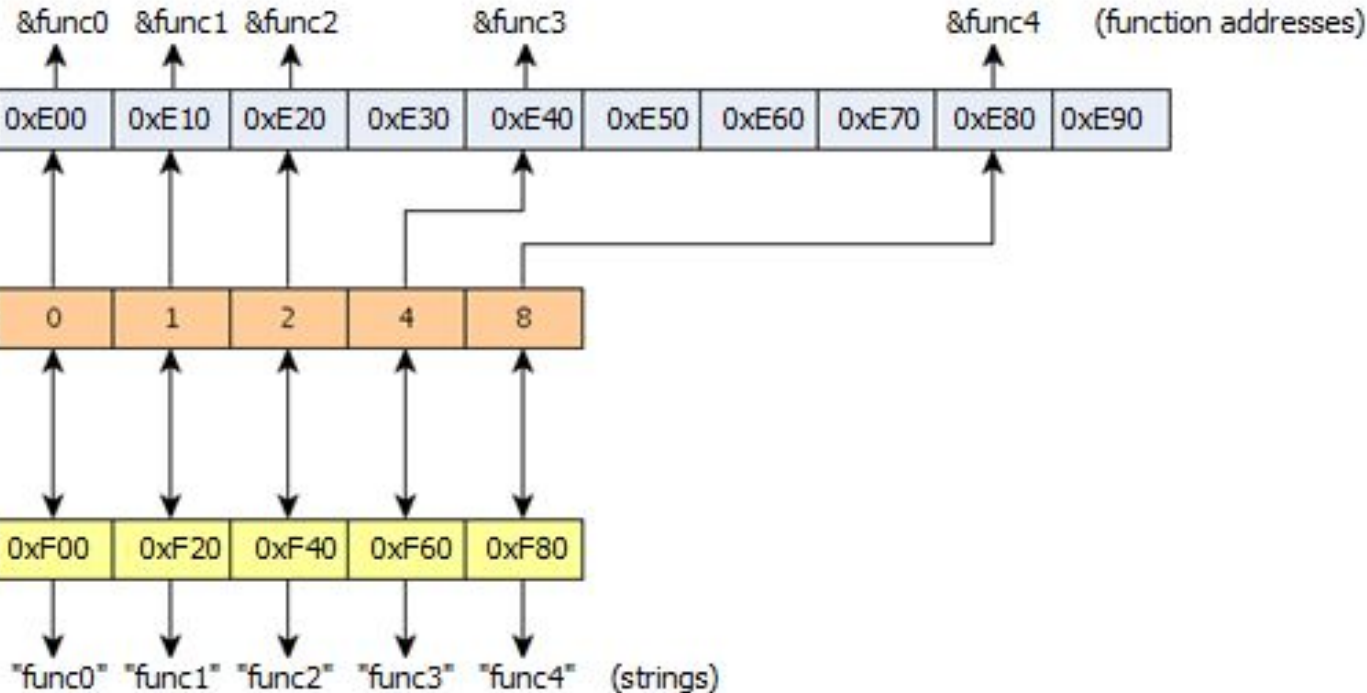 &func0 &func1 &func2 &func3 &func4 (function addresses)
0xE00 0xE10 0xE20 0xE30 0xE40 0xE50 0xE60 0xE70 0xE80 0xE90
0 1 2 4 8
0xF00 0xF20 0xF40 0xF60 0xF80
"func0" "func1" "func2" "func3" "func4" (strings)